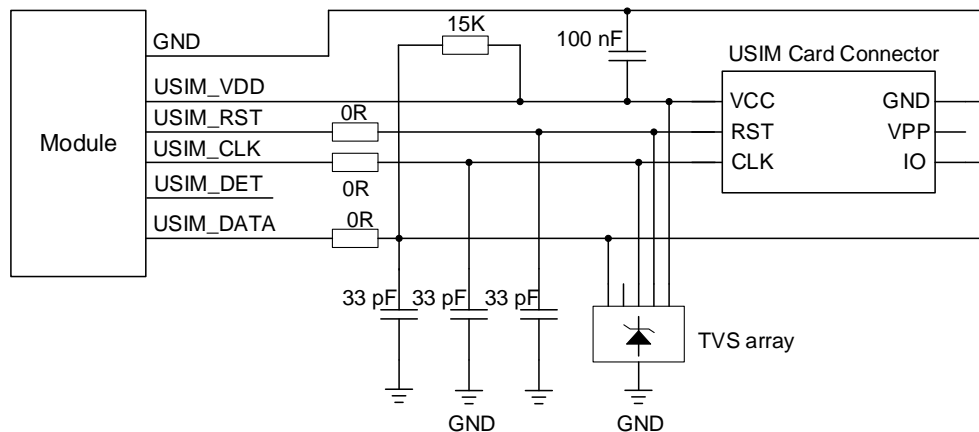 15K
GND
100 nF
USIM Card Connector
USIM_VDD
VCC
GND
USIM_RST
0R
RST
VPP
Module
USIM_CLK
CLK
IO
0R
USIM_DET
USIM_DATA
0R
33 pF
33 pF
33 pF
TVS array
GND
GND